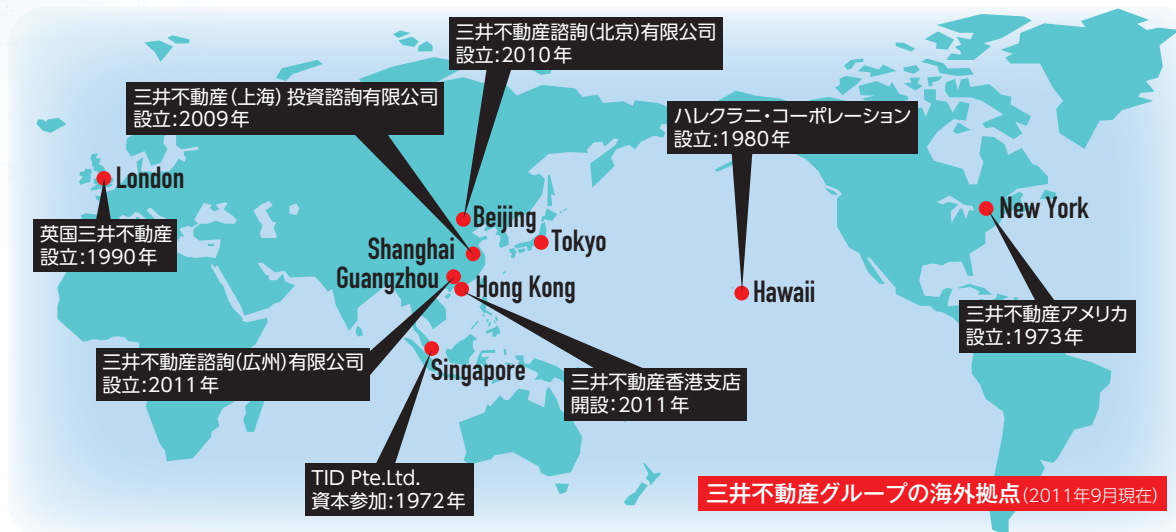 三井不動産諮詢(北京)有限公司
設立:2010年
三井不動産(上海)投資諮詢有限公司
設立:2009年
ハレクラニ・コーポレーション
設立:1980年
London
英国三井不動産
設立:1990年
Beijing
Tokyo
Shanghai
Guangzhou
Hong Kong
Hawaii
New York
三井不動産アメリカ
設立:1973年
三井不動産諮詢(広州)有限公司
設立:2011年
Singapore
三井不動産香港支店
開設:2011年
TID Pte.Ltd.
資本参加:1972年
三井不動産グループの海外拠点(2011年9月現在)